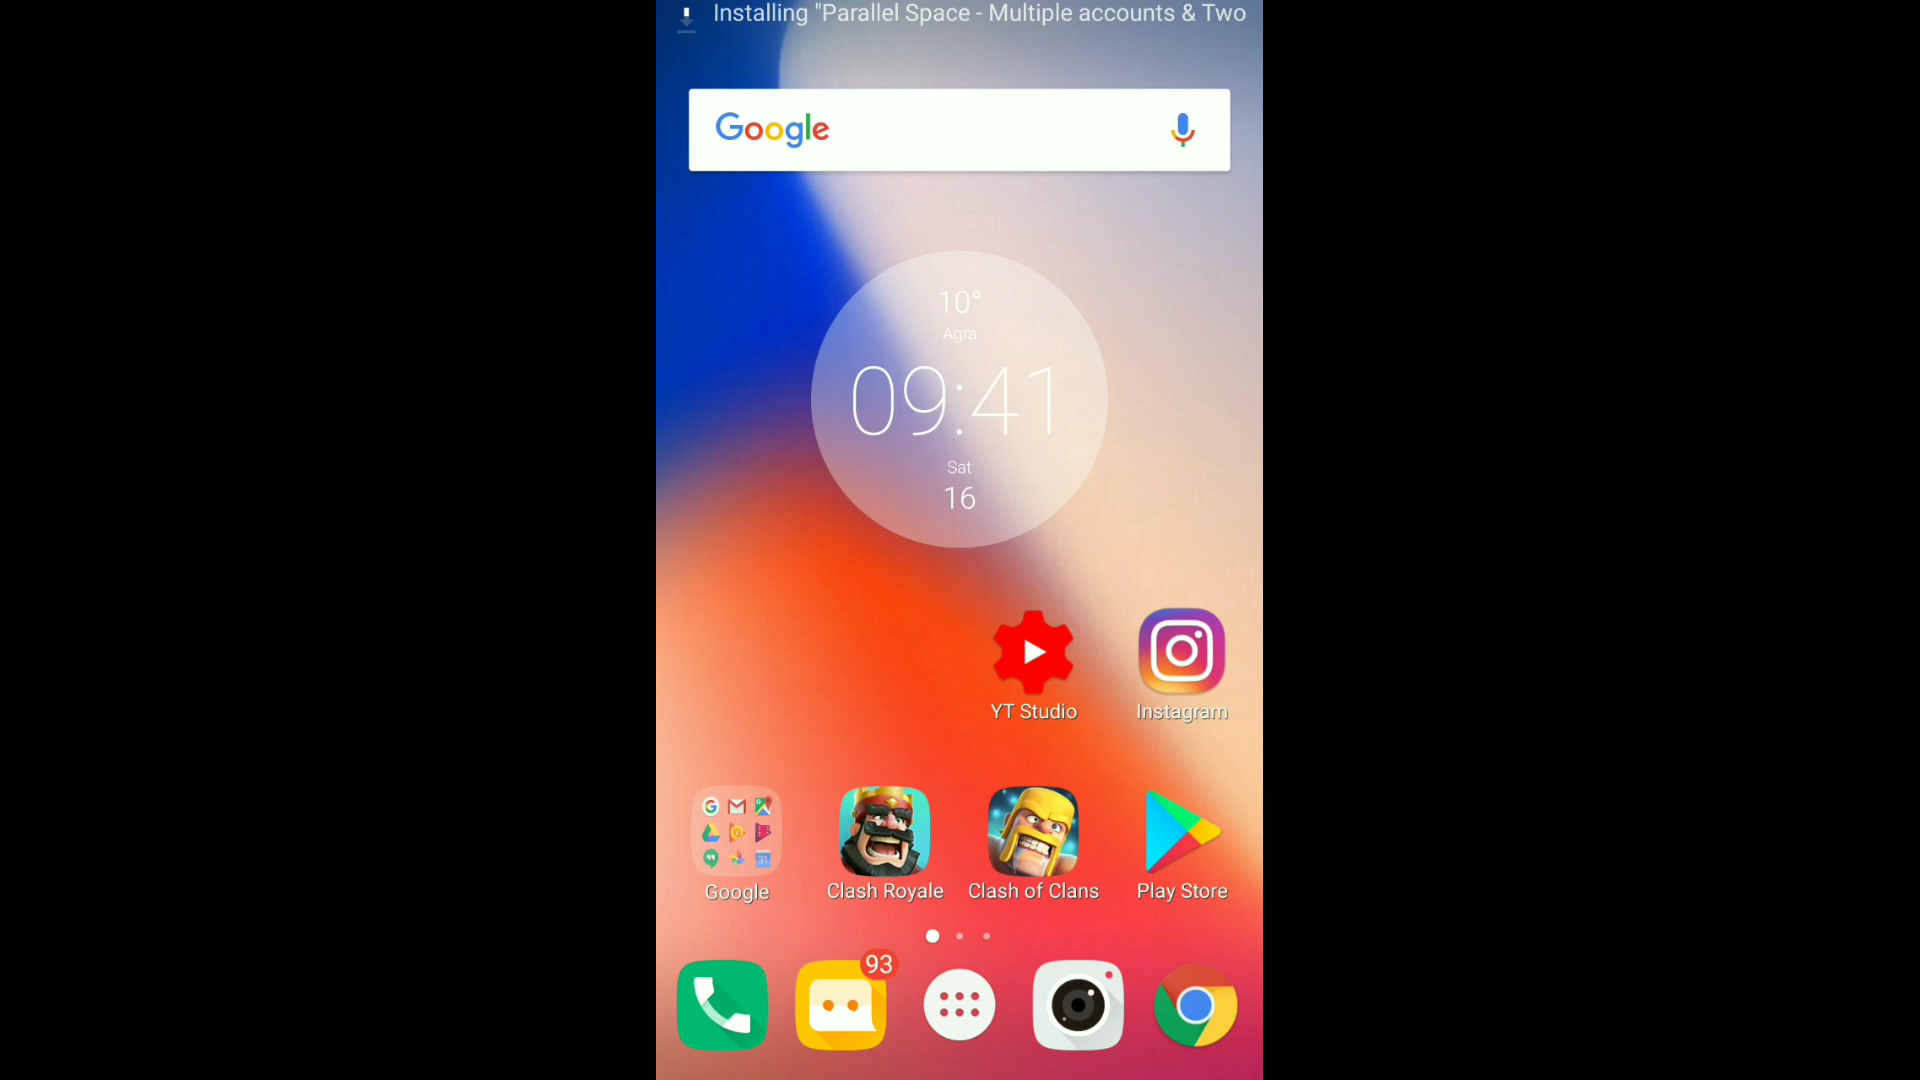 Installing "Parallel Space - Multiple accounts & Two
Google
10°
Agra
09:41
Sat
16
YT Studio
Instagram
31
Google
Clash Royale
Clash of Clans
Play Store
93